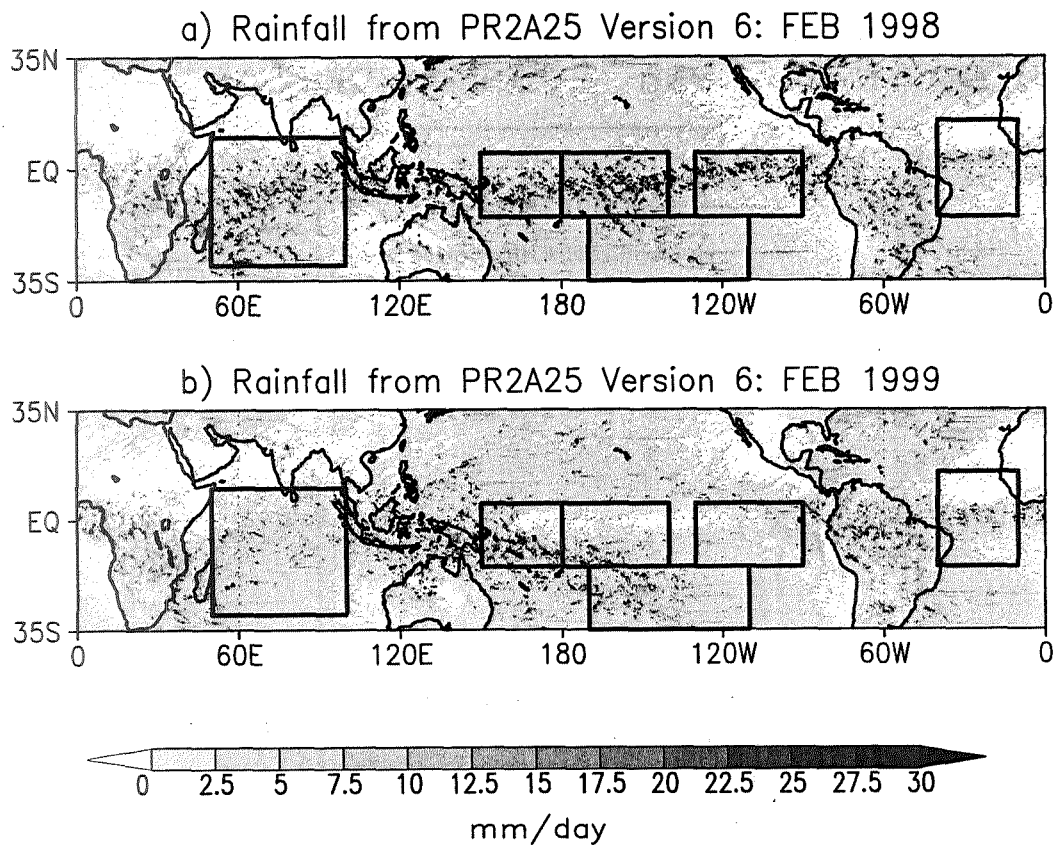 a) Rainfall from PR2A25 Version 6: FEB 1998
35N
EQ
35S
0 60E 120E 180 120W 60W 0
b) Rainfall from PR2A25 Version 6: FEB 1999
35N
EQ
35S
0 60E 120E 180 120W 60W 0
0 2.5 5 7.5 10 12.5 15 17.5 20 22.5 25 27.5 30
mm/day